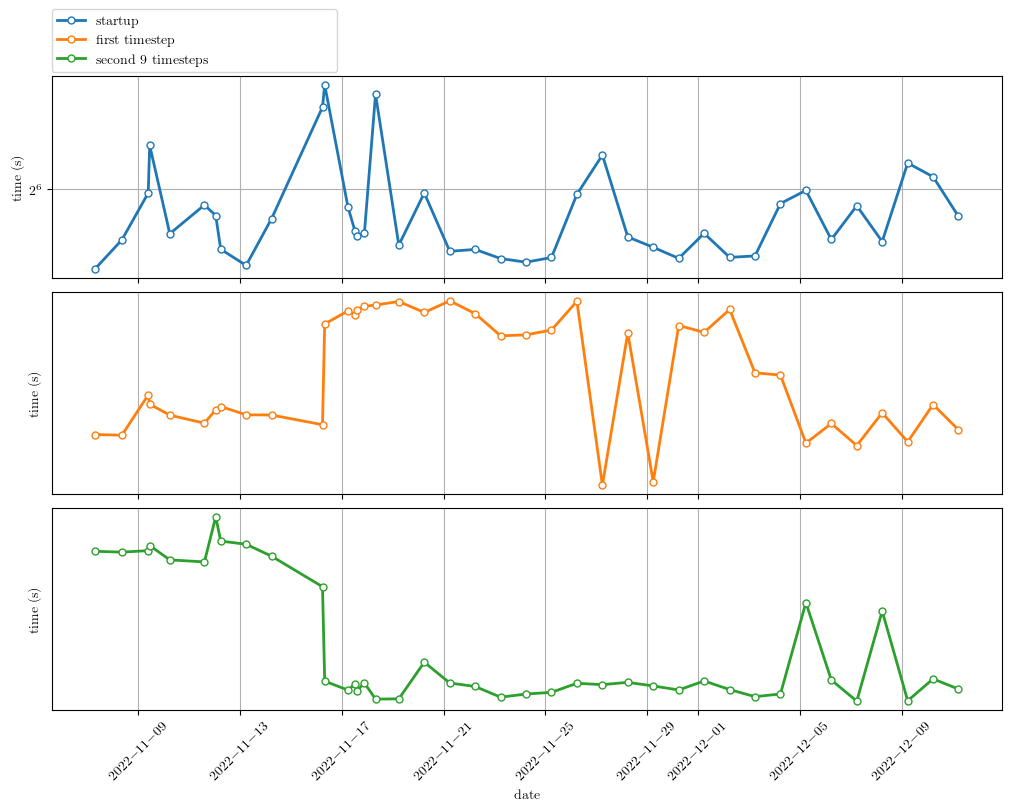 startup
first timestep
second 9 timesteps
time (s)
2⁶
time (s)
time (s)
2022−11−09
2022−11−13
2022−11−17
2022−11−21
2022−11−25
2022−11−29
2022−12−01
2022−12−05
2022−12−09
date